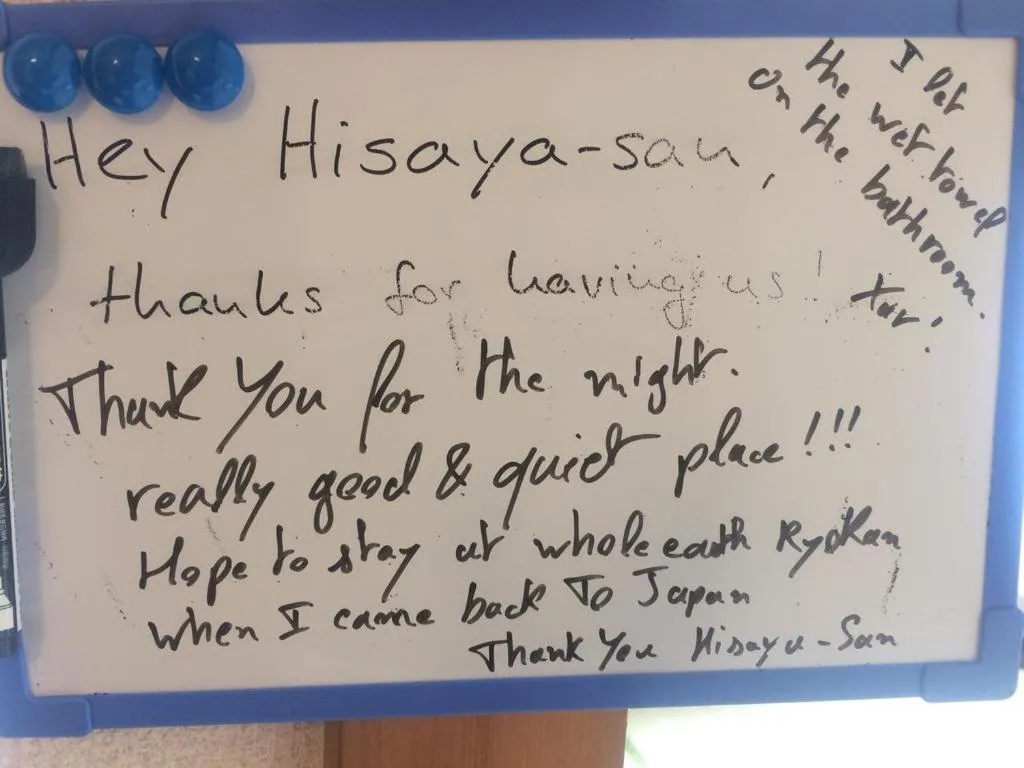 Hey Hisaya-san,
thanks for having us!
Thank You for the night.
really good & quiet place!!!
Hope to stay at whole earth Ryokan
when I came back To Japan
Thank You Hisaya-San
I let
the wet towel
on the bathroom.